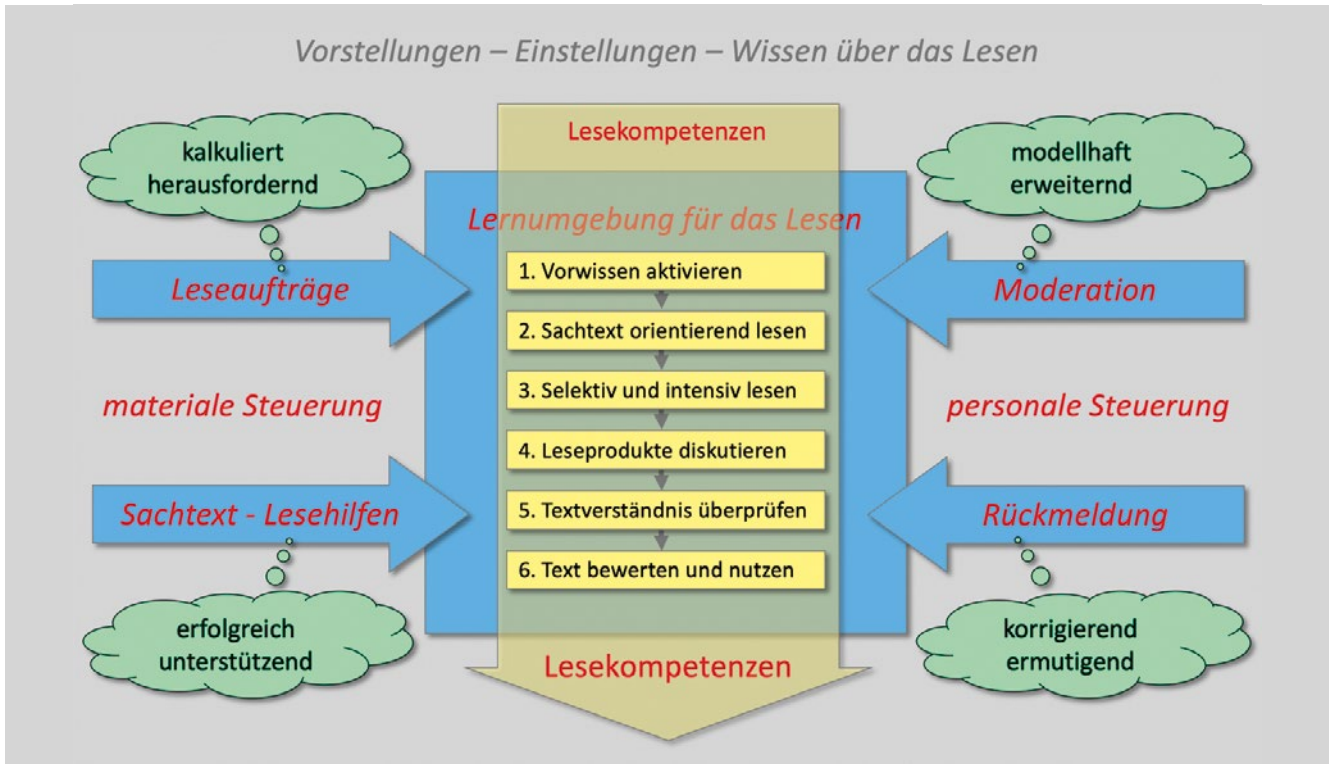 Vorstellungen – Einstellungen – Wissen über das Lesen
Lesekompetenzen
kalkuliert
herausfordernd
modellhaft
erweiternd
Lernumgebung für das Lesen
Leseaufträge
Moderation
1. Vorwissen aktivieren
2. Sachtext orientierend lesen
3. Selektiv und intensiv lesen
4. Leseprodukte diskutieren
5. Textverständnis überprüfen
6. Text bewerten und nutzen
materiale Steuerung
personale Steuerung
Sachtext - Lesehilfen
Rückmeldung
erfolgreich
unterstützend
korrigierend
ermutigend
Lesekompetenzen